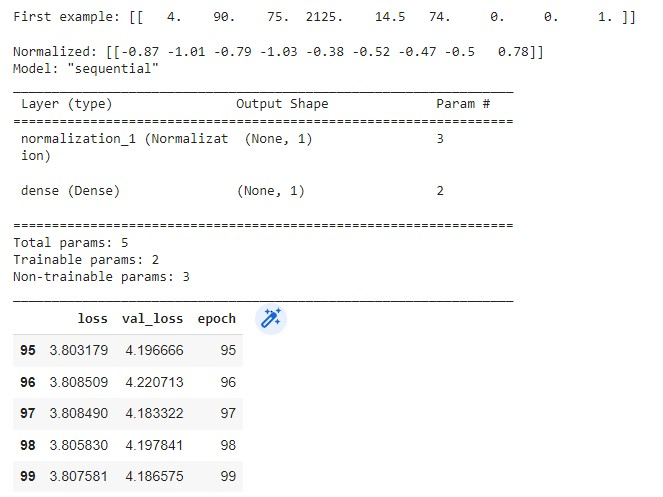 First example: [[   4.    90.    75.  2125.    14.5   74.     0.     0.     1. ]]
Normalized: [[-0.87 -1.01 -0.79 -1.03 -0.38 -0.52 -0.47 -0.5   0.78]]
Model: "sequential"
_________________________________________________________________
Layer (type)                Output Shape              Param #
=================================================================
normalization_1 (Normalizat  (None, 1)                3
ion)
dense (Dense)               (None, 1)                 2
=================================================================
Total params: 5
Trainable params: 2
Non-trainable params: 3
_________________________________________________________________
loss val_loss epoch
95 3.803179 4.196666 95
96 3.808509 4.220713 96
97 3.808490 4.183322 97
98 3.805830 4.197841 98
99 3.807581 4.186575 99